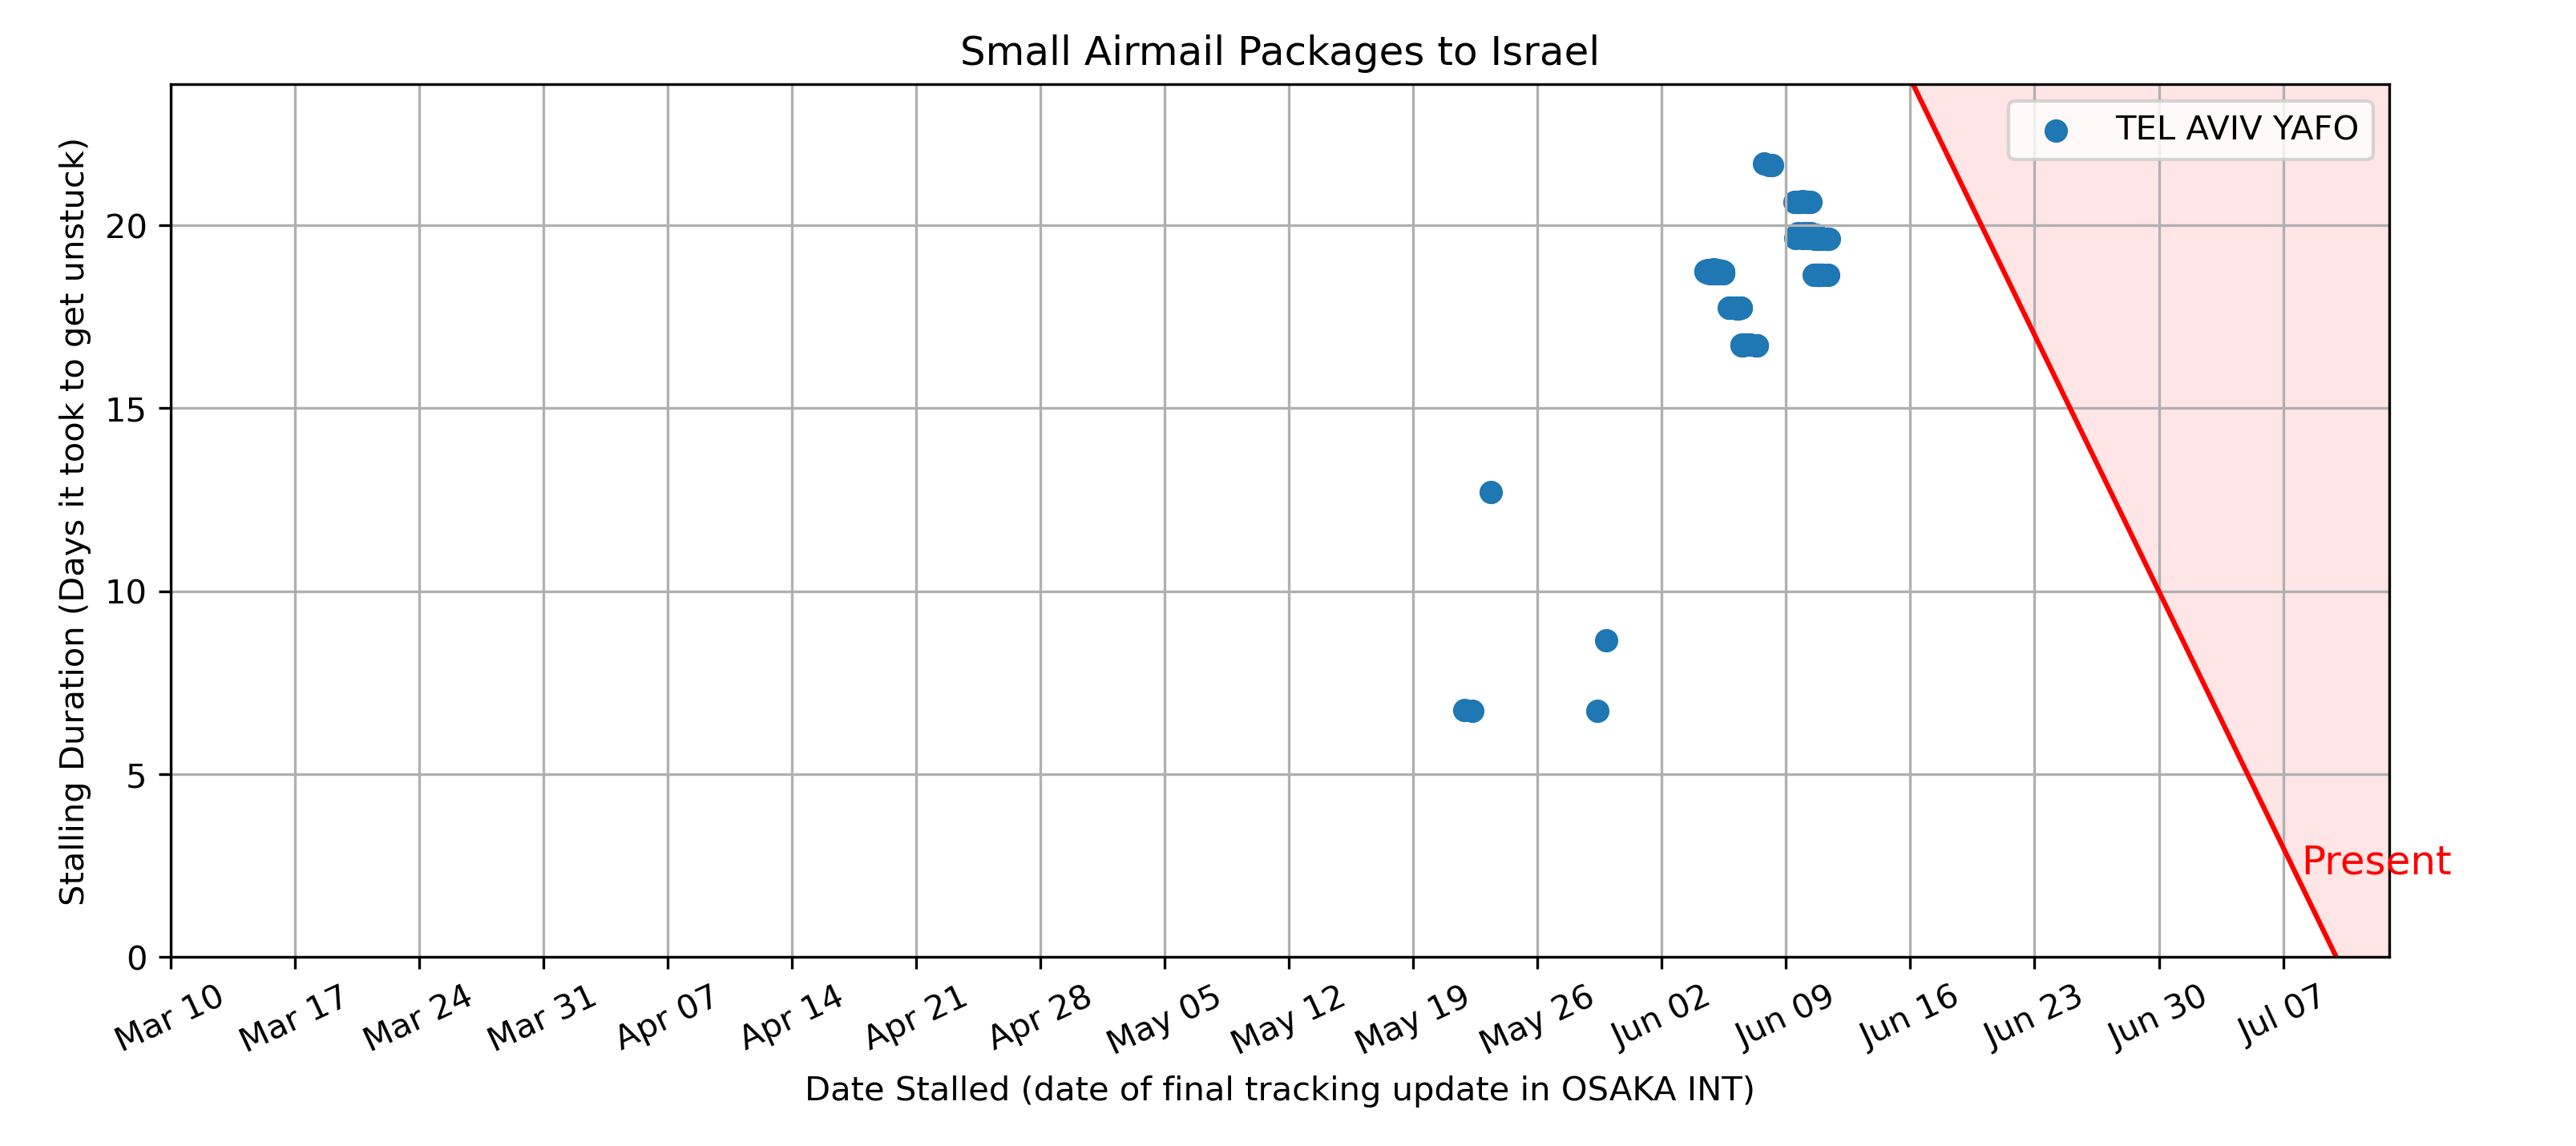 Small Airmail Packages to Israel
TEL AVIV YAFO
Stalling Duration (Days it took to get unstuck)
20
15
10
5
0
Present
Mar 10
Mar 17
Mar 24
Mar 31
Apr 07
Apr 14
Apr 21
Apr 28
May 05
May 12
May 19
May 26
Jun 02
Jun 09
Jun 16
Jun 23
Jun 30
Jul 07
Date Stalled (date of final tracking update in OSAKA INT)